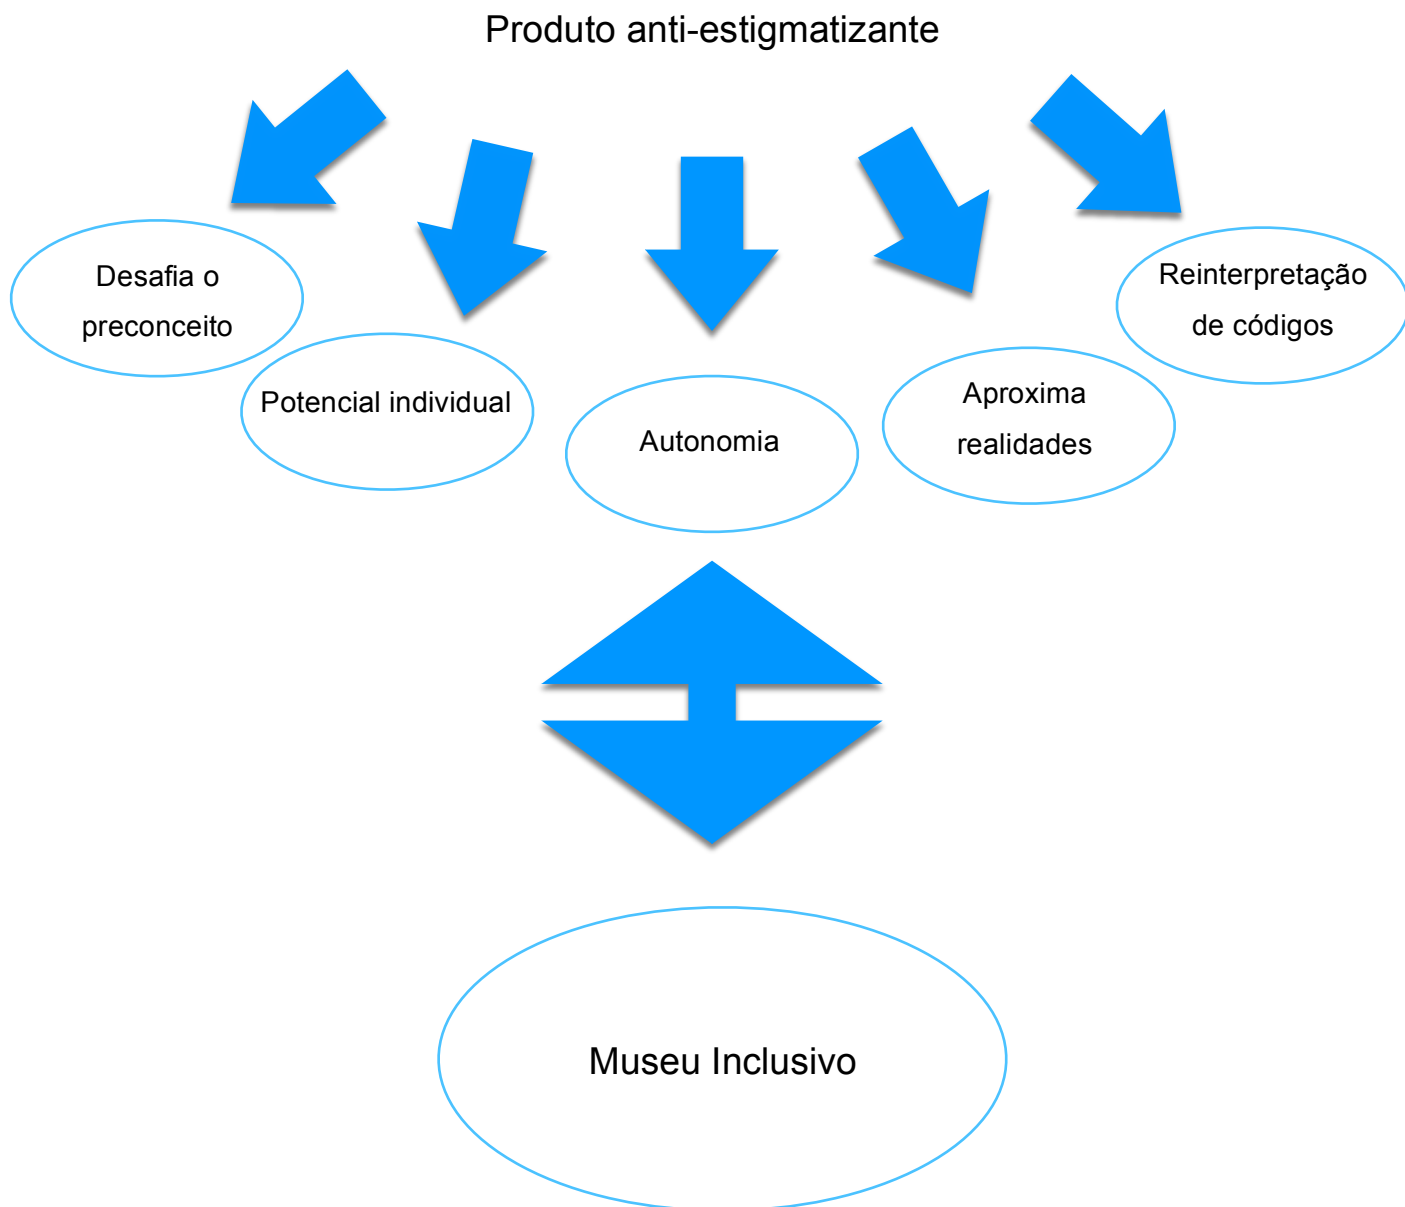 Produto anti-estigmatizante
Desafia o
preconceito
Potencial individual
Autonomia
Aproxima
realidades
Reinterpretação
de códigos
Museu Inclusivo